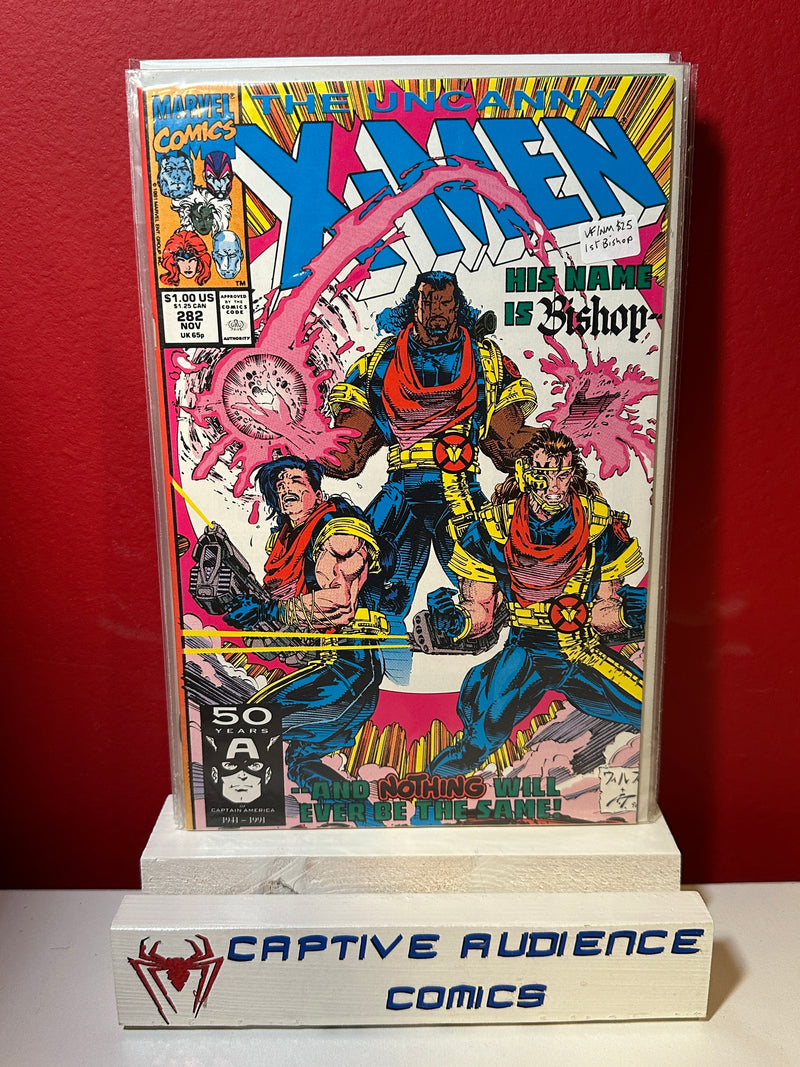 MARVEL
COMICS
THE UNCANNY
X-MEN
™
$1.00 US
$1.25 CAN
282
NOV
UK 65p
APPROVED
BY THE
COMICS
CODE
AUTHORITY
VF/NM $25
1st Bishop
HIS NAME
IS Bishop--
50
YEARS
A
OF
CAPTAIN AMERICA
1941-1991
--AND NOTHING WILL
EVER BE THE SAME!
CAPTIVE AUDIENCE
COMICS